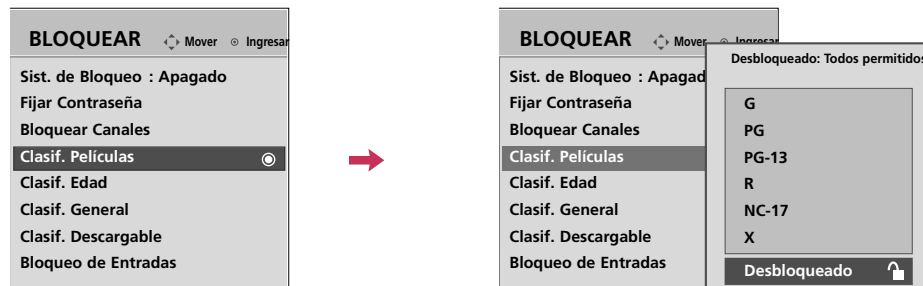 BLOQUEAR Mover Ingresar
Sist. de Bloqueo : Apagado
Fijar Contraseña
Bloquear Canales
Clasif. Películas
Clasif. Edad
Clasif. General
Clasif. Descargable
Bloqueo de Entradas
BLOQUEAR Mover Ingresar
Sist. de Bloqueo : Apagad
Fijar Contraseña
Bloquear Canales
Clasif. Películas
Clasif. Edad
Clasif. General
Clasif. Descargable
Bloqueo de Entradas
Desbloqueado: Todos permitidos
G
PG
PG-13
R
NC-17
X
Desbloqueado